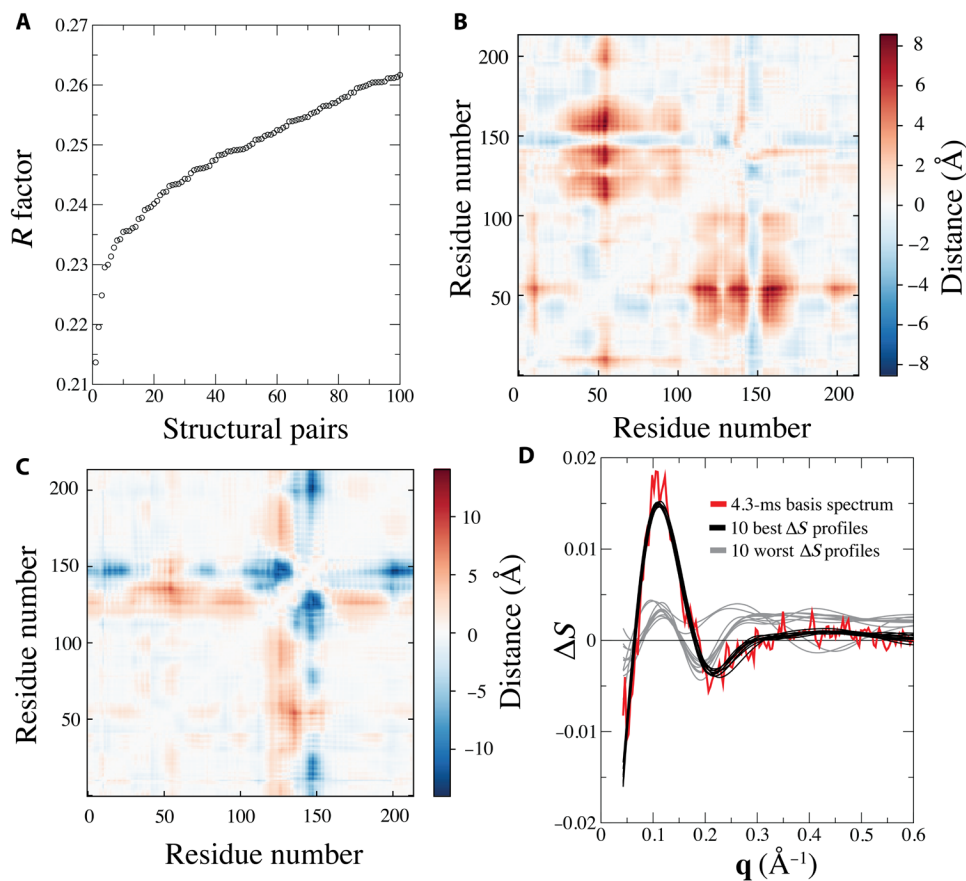 A
0.27
0.26
0.25
0.24
0.23
0.22
0.21
R factor
0 20 40 60 80 100
Structural pairs
B
200
150
100
50
Residue number
0 50 100 150 200
Residue number
8
6
4
2
0
−2
−4
−6
−8
Distance (Å)
C
200
150
100
50
Residue number
0 50 100 150 200
Residue number
10
5
0
−5
−10
Distance (Å)
D
0.02
0.01
0
−0.01
−0.02
ΔS
4.3-ms basis spectrum
10 best ΔS profiles
10 worst ΔS profiles
0 0.1 0.2 0.3 0.4 0.5 0.6
q (Å⁻¹)